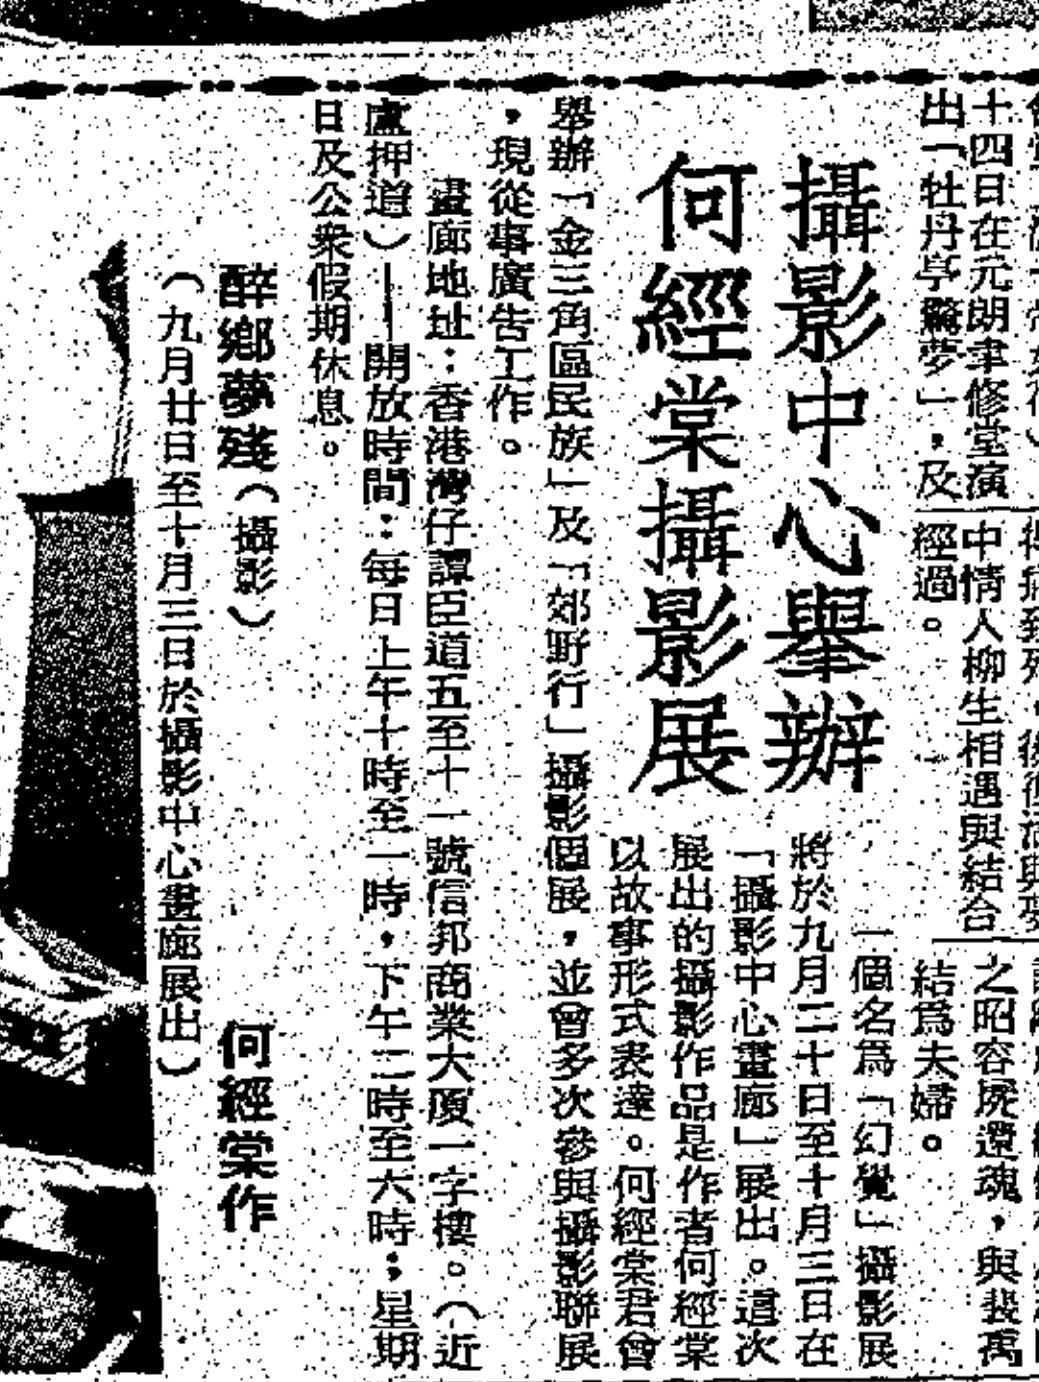 十四日在元朗聿修堂演
出「牡丹亭驚夢」，及
中情人柳生相遇與結合
經過。
之昭容屍還魂，與裴禹
結爲夫婦。
攝影中心舉辦
何經棠攝影展
一個名爲「幻覺」攝影展
將於九月二十日至十月三日在
「攝影中心畫廊」展出。這次
展出的攝影作品是作者何經棠
以故事形式表達。何經棠君會
舉辦「金三角區民族」及「郊野行」攝影個展，並曾多次參與攝影聯展
，現從事廣告工作。
畫廊地址：香港灣仔譚臣道五至十一號信邦商業大廈一字樓。（近
盧押道）——開放時間：每日上午十時至一時，下午二時至六時；星期
日及公衆假期休息。
醉鄉夢殘（攝影）　何經棠作
（九月廿日至十月三日於攝影中心畫廊展出）